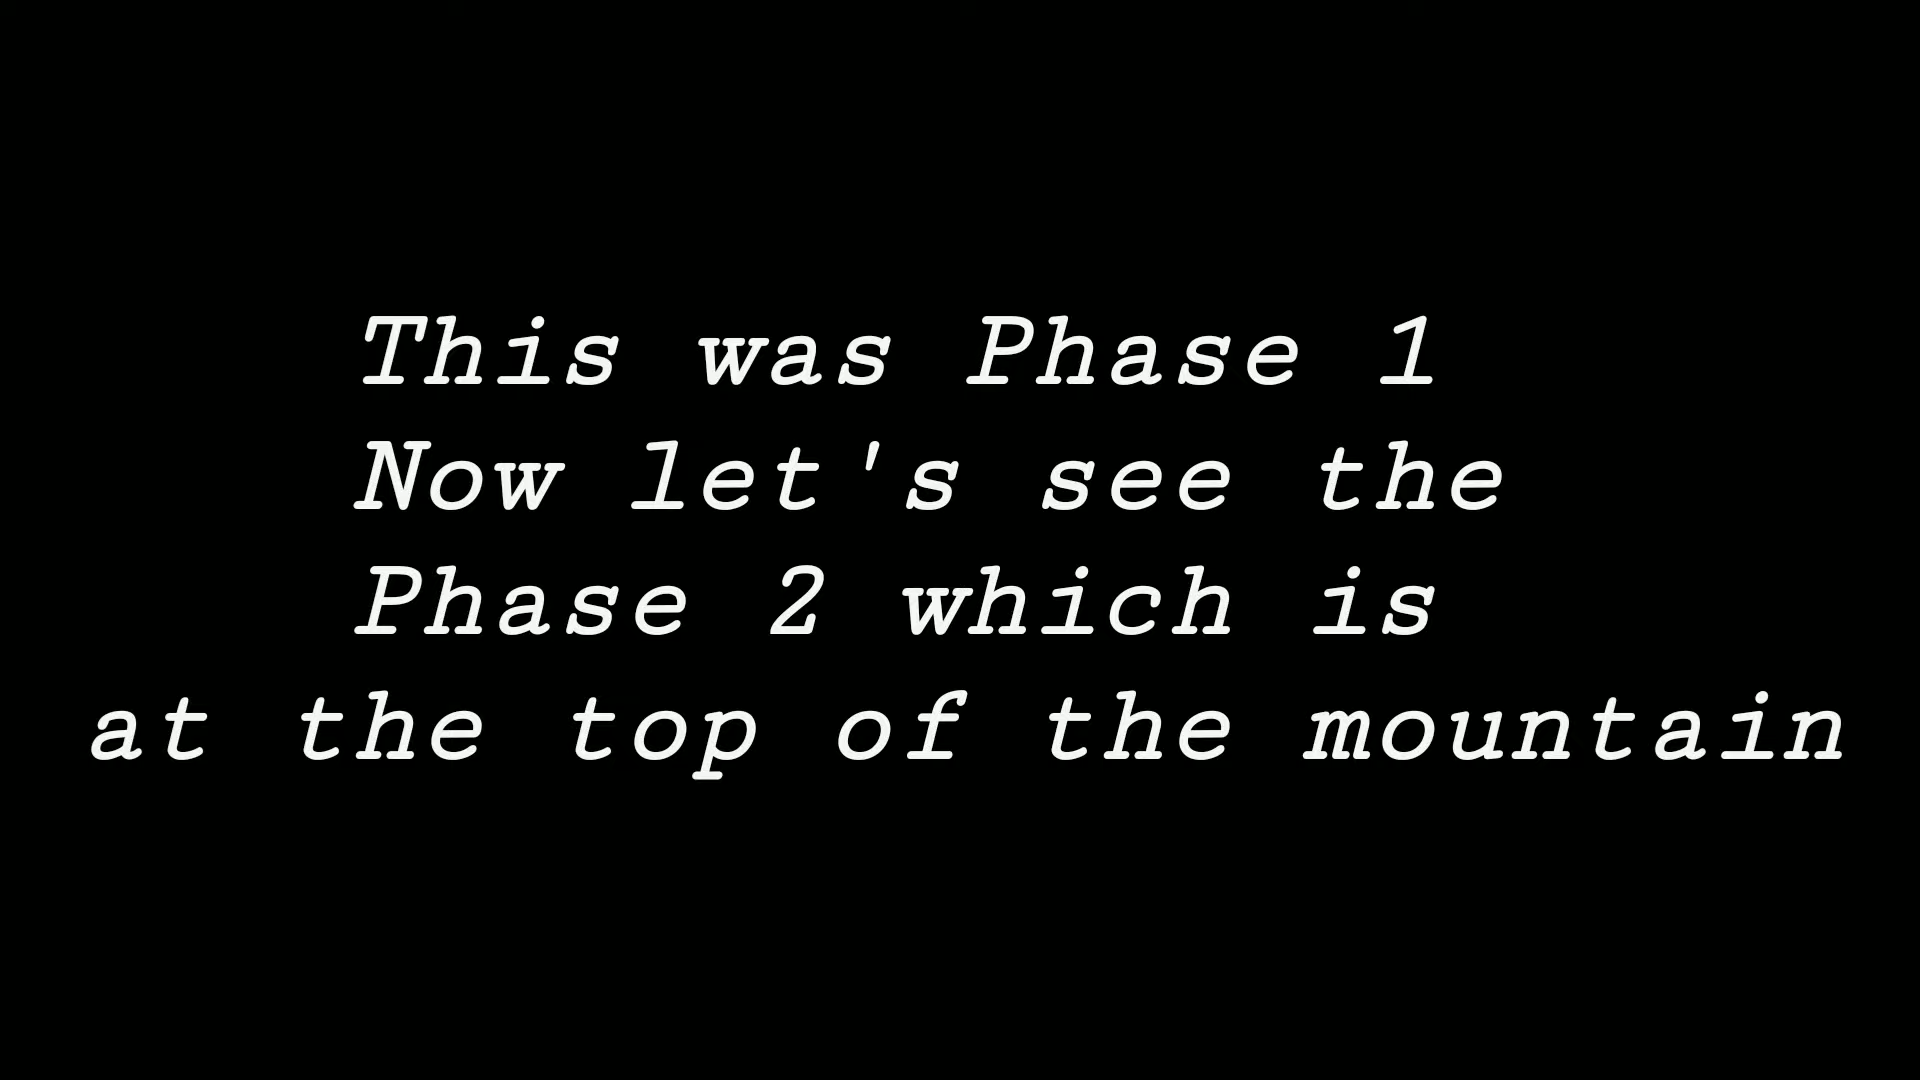 This was Phase 1
Now let's see the
Phase 2 which is
at the top of the mountain